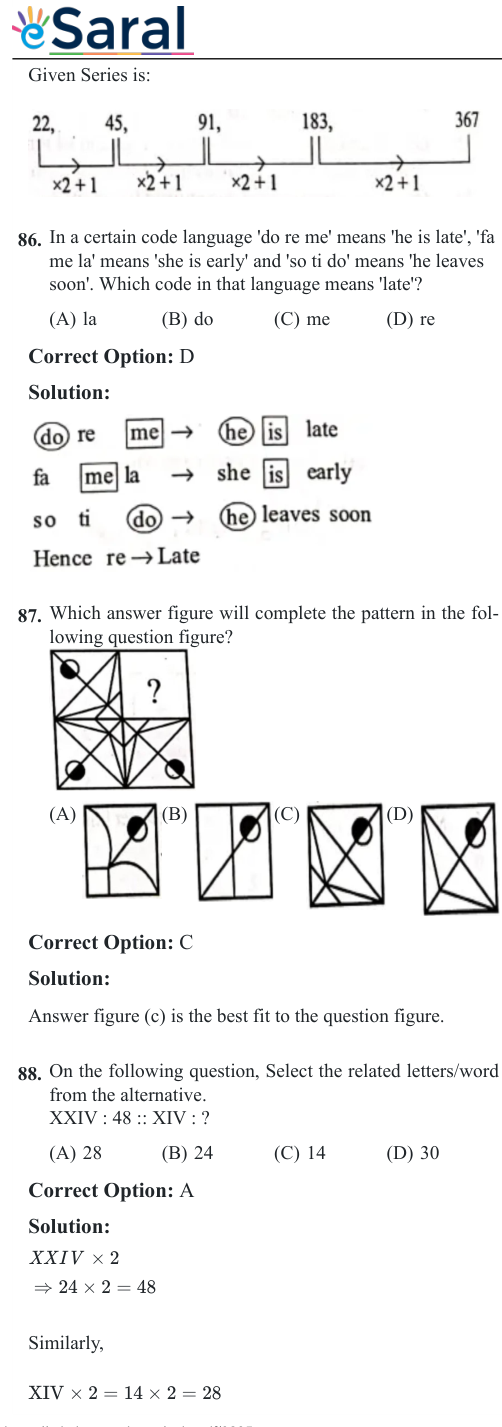 eSaral
Given Series is:
22, 45, 91, 183, 367
×2+1 ×2+1 ×2+1 ×2+1
86. In a certain code language 'do re me' means 'he is late', 'fa
me la' means 'she is early' and 'so ti do' means 'he leaves
soon'. Which code in that language means 'late'?
(A) la (B) do (C) me (D) re
Correct Option: D
Solution:
do re me → he is late
fa me la → she is early
so ti do → he leaves soon
Hence re → Late
87. Which answer figure will complete the pattern in the fol-
lowing question figure?
?
(A) (B) (C) (D)
Correct Option: C
Solution:
Answer figure (c) is the best fit to the question figure.
88. On the following question, Select the related letters/word
from the alternative.
XXIV : 48 :: XIV : ?
(A) 28 (B) 24 (C) 14 (D) 30
Correct Option: A
Solution:
XXIV × 2
⇒ 24 × 2 = 48
Similarly,
XIV × 2 = 14 × 2 = 28